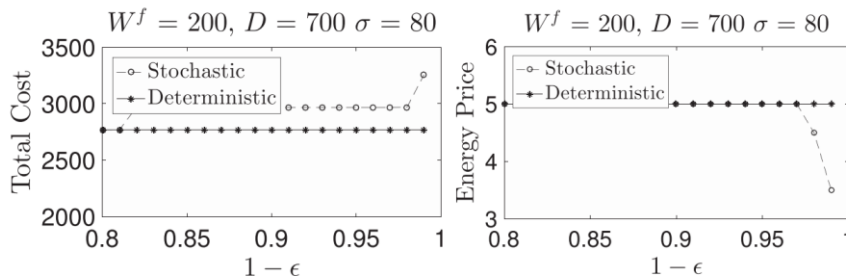 W^f = 200, D = 700 σ = 80
3500
3000
2500
2000
Total Cost
Stochastic
Deterministic
0.8 0.85 0.9 0.95 1
1 − ϵ
W^f = 200, D = 700 σ = 80
6
5
4
3
Energy Price
Stochastic
Deterministic
0.8 0.85 0.9 0.95 1
1 − ϵ